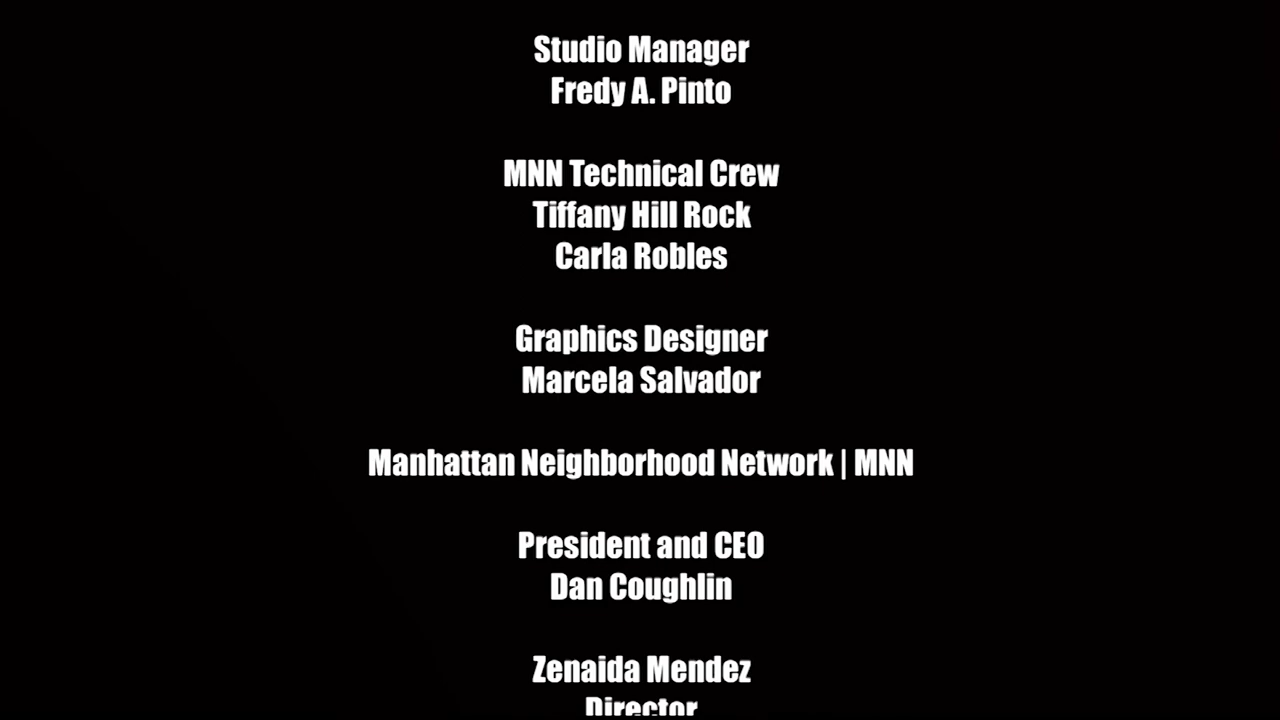 Studio Manager
Fredy A. Pinto
MNN Technical Crew
Tiffany Hill Rock
Carla Robles
Graphics Designer
Marcela Salvador
Manhattan Neighborhood Network | MNN
President and CEO
Dan Coughlin
Zenaida Mendez
Director